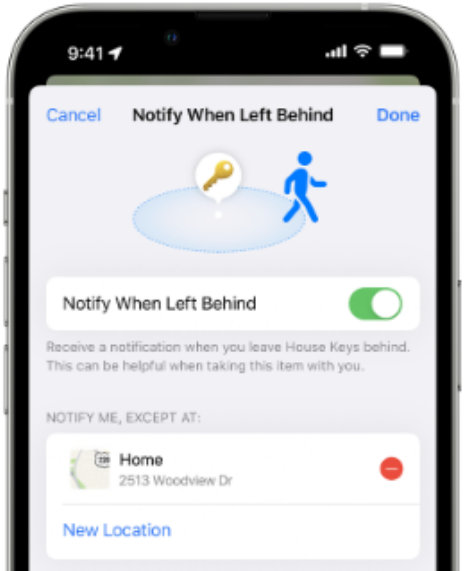 9:41
Cancel Notify When Left Behind Done
Notify When Left Behind
Receive a notification when you leave House Keys behind.
This can be helpful when taking this item with you.
NOTIFY ME, EXCEPT AT:
Home
2513 Woodview Dr
New Location